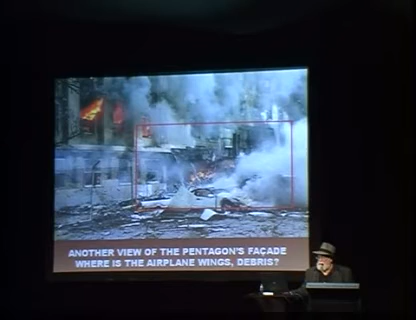 ANOTHER VIEW OF THE PENTAGON'S FAÇADE
WHERE IS THE AIRPLANE WINGS, DEBRIS?